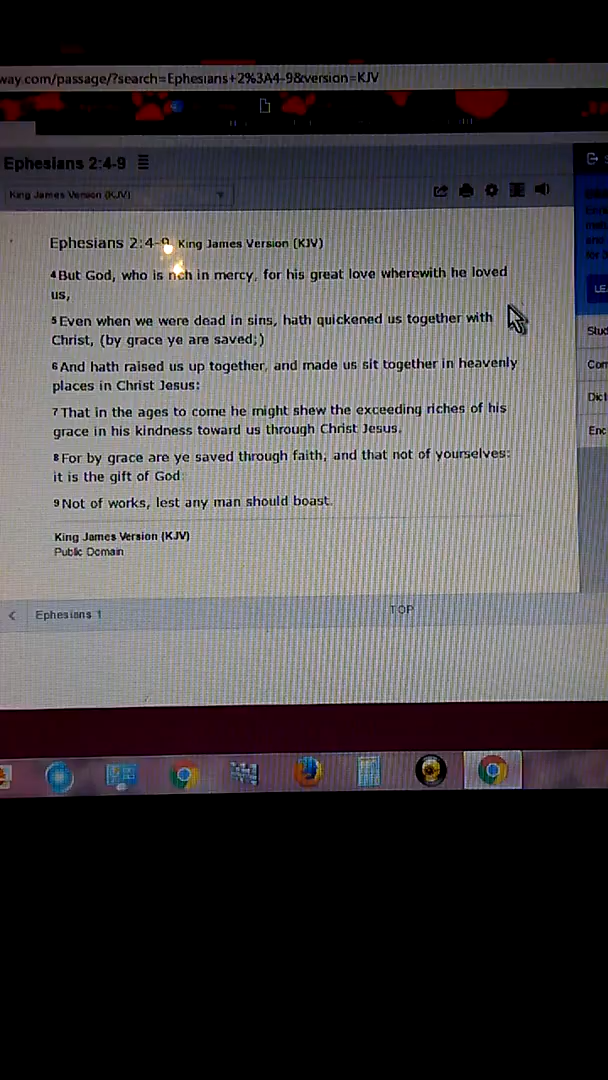 way.com/passage/?search=Ephesians+2%3A4-9&version=KJV
Ephesians 2:4-9
King James Version (KJV)
Ephesians 2:4-9 King James Version (KJV)
4 But God, who is rich in mercy, for his great love wherewith he loved
us,
5 Even when we were dead in sins, hath quickened us together with
Christ, (by grace ye are saved;)
6 And hath raised us up together, and made us sit together in heavenly
places in Christ Jesus:
7 That in the ages to come he might shew the exceeding riches of his
grace in his kindness toward us through Christ Jesus.
8 For by grace are ye saved through faith; and that not of yourselves:
it is the gift of God:
9 Not of works, lest any man should boast.
King James Version (KJV)
Public Domain
< Ephesians 1
TOP
LE
Stud
Com
Dict
Enc